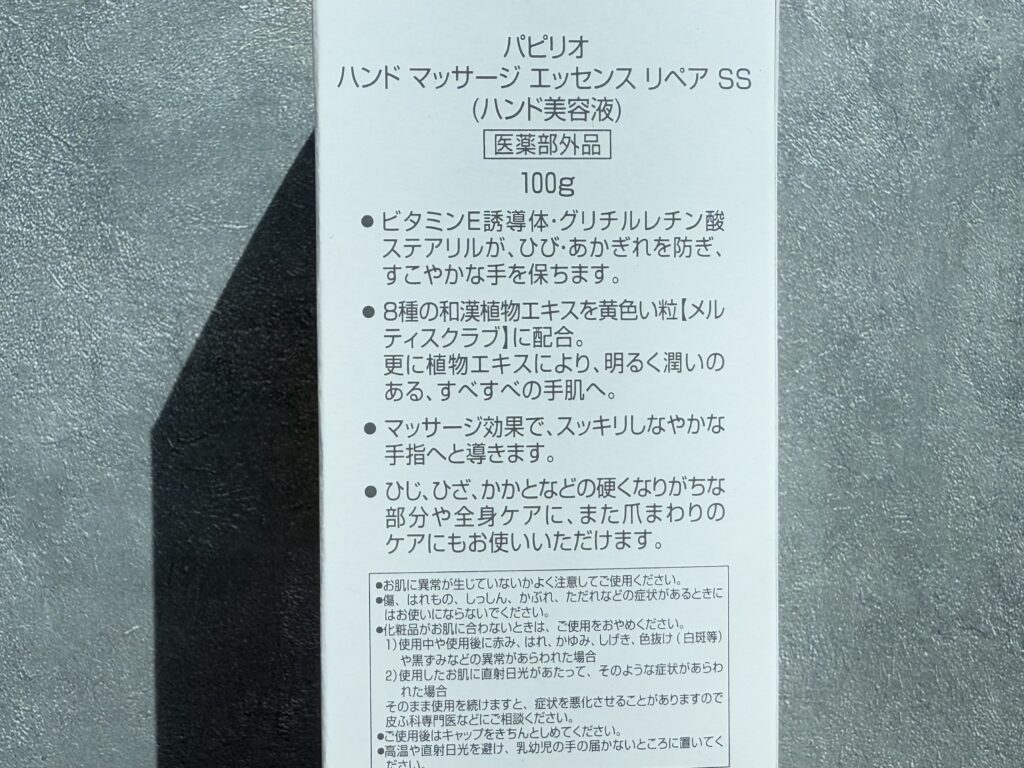 パピリオ
ハンド マッサージ エッセンス リペア SS
(ハンド美容液)
医薬部外品
100g
●ビタミンE誘導体・グリチルレチン酸
ステアリルが、ひび・あかぎれを防ぎ、
すこやかな手を保ちます。
●8種の和漢植物エキスを黄色い粒【メル
ティスクラブ】に配合。
更に植物エキスにより、明るく潤いの
ある、すべすべの手肌へ。
●マッサージ効果で、スッキリしなやかな
手指へと導きます。
●ひじ、ひざ、かかとなどの硬くなりがちな
部分や全身ケアに、また爪まわりの
ケアにもお使いいただけます。
●お肌に異常が生じていないかよく注意してご使用ください。
●傷、はれもの、しっしん、かぶれ、ただれなどの症状があるときに
はお使いにならないでください。
●化粧品がお肌に合わないときは、ご使用をおやめください。
1)使用中や使用後に赤み、はれ、かゆみ、しげき、色抜け(白斑等)
や黒ずみなどの異常があらわれた場合
2)使用したお肌に直射日光があたって、そのような症状があらわ
れた場合
そのまま使用を続けますと、症状を悪化させることがありますので
皮ふ科専門医などにご相談ください。
●ご使用後はキャップをきちんとしめてください。
●高温や直射日光を避け、乳幼児の手の届かないところに置いてく
ださい。